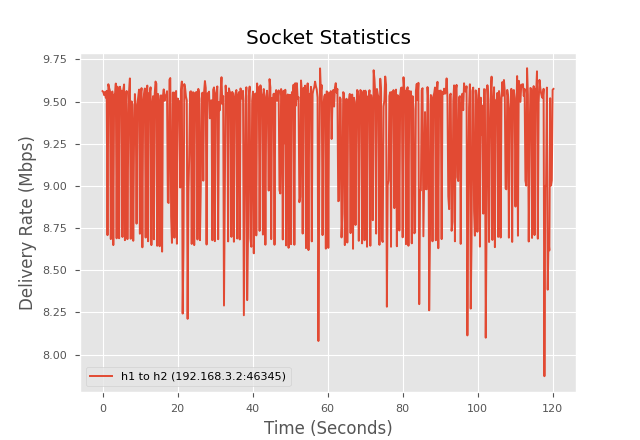 Socket Statistics
Delivery Rate (Mbps)
9.75
9.50
9.25
9.00
8.75
8.50
8.25
8.00
h1 to h2 (192.168.3.2:46345)
0 20 40 60 80 100 120
Time (Seconds)